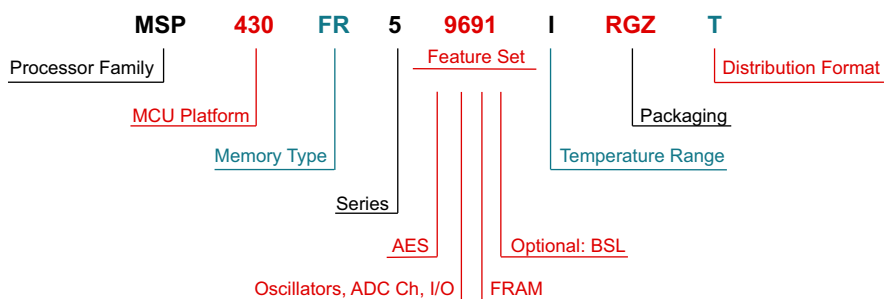 MSP 430 FR 5 9691 I RGZ T
Feature Set
Processor Family
Distribution Format
MCU Platform
Packaging
Memory Type
Temperature Range
Series
AES
Optional: BSL
Oscillators, ADC Ch, I/O
FRAM